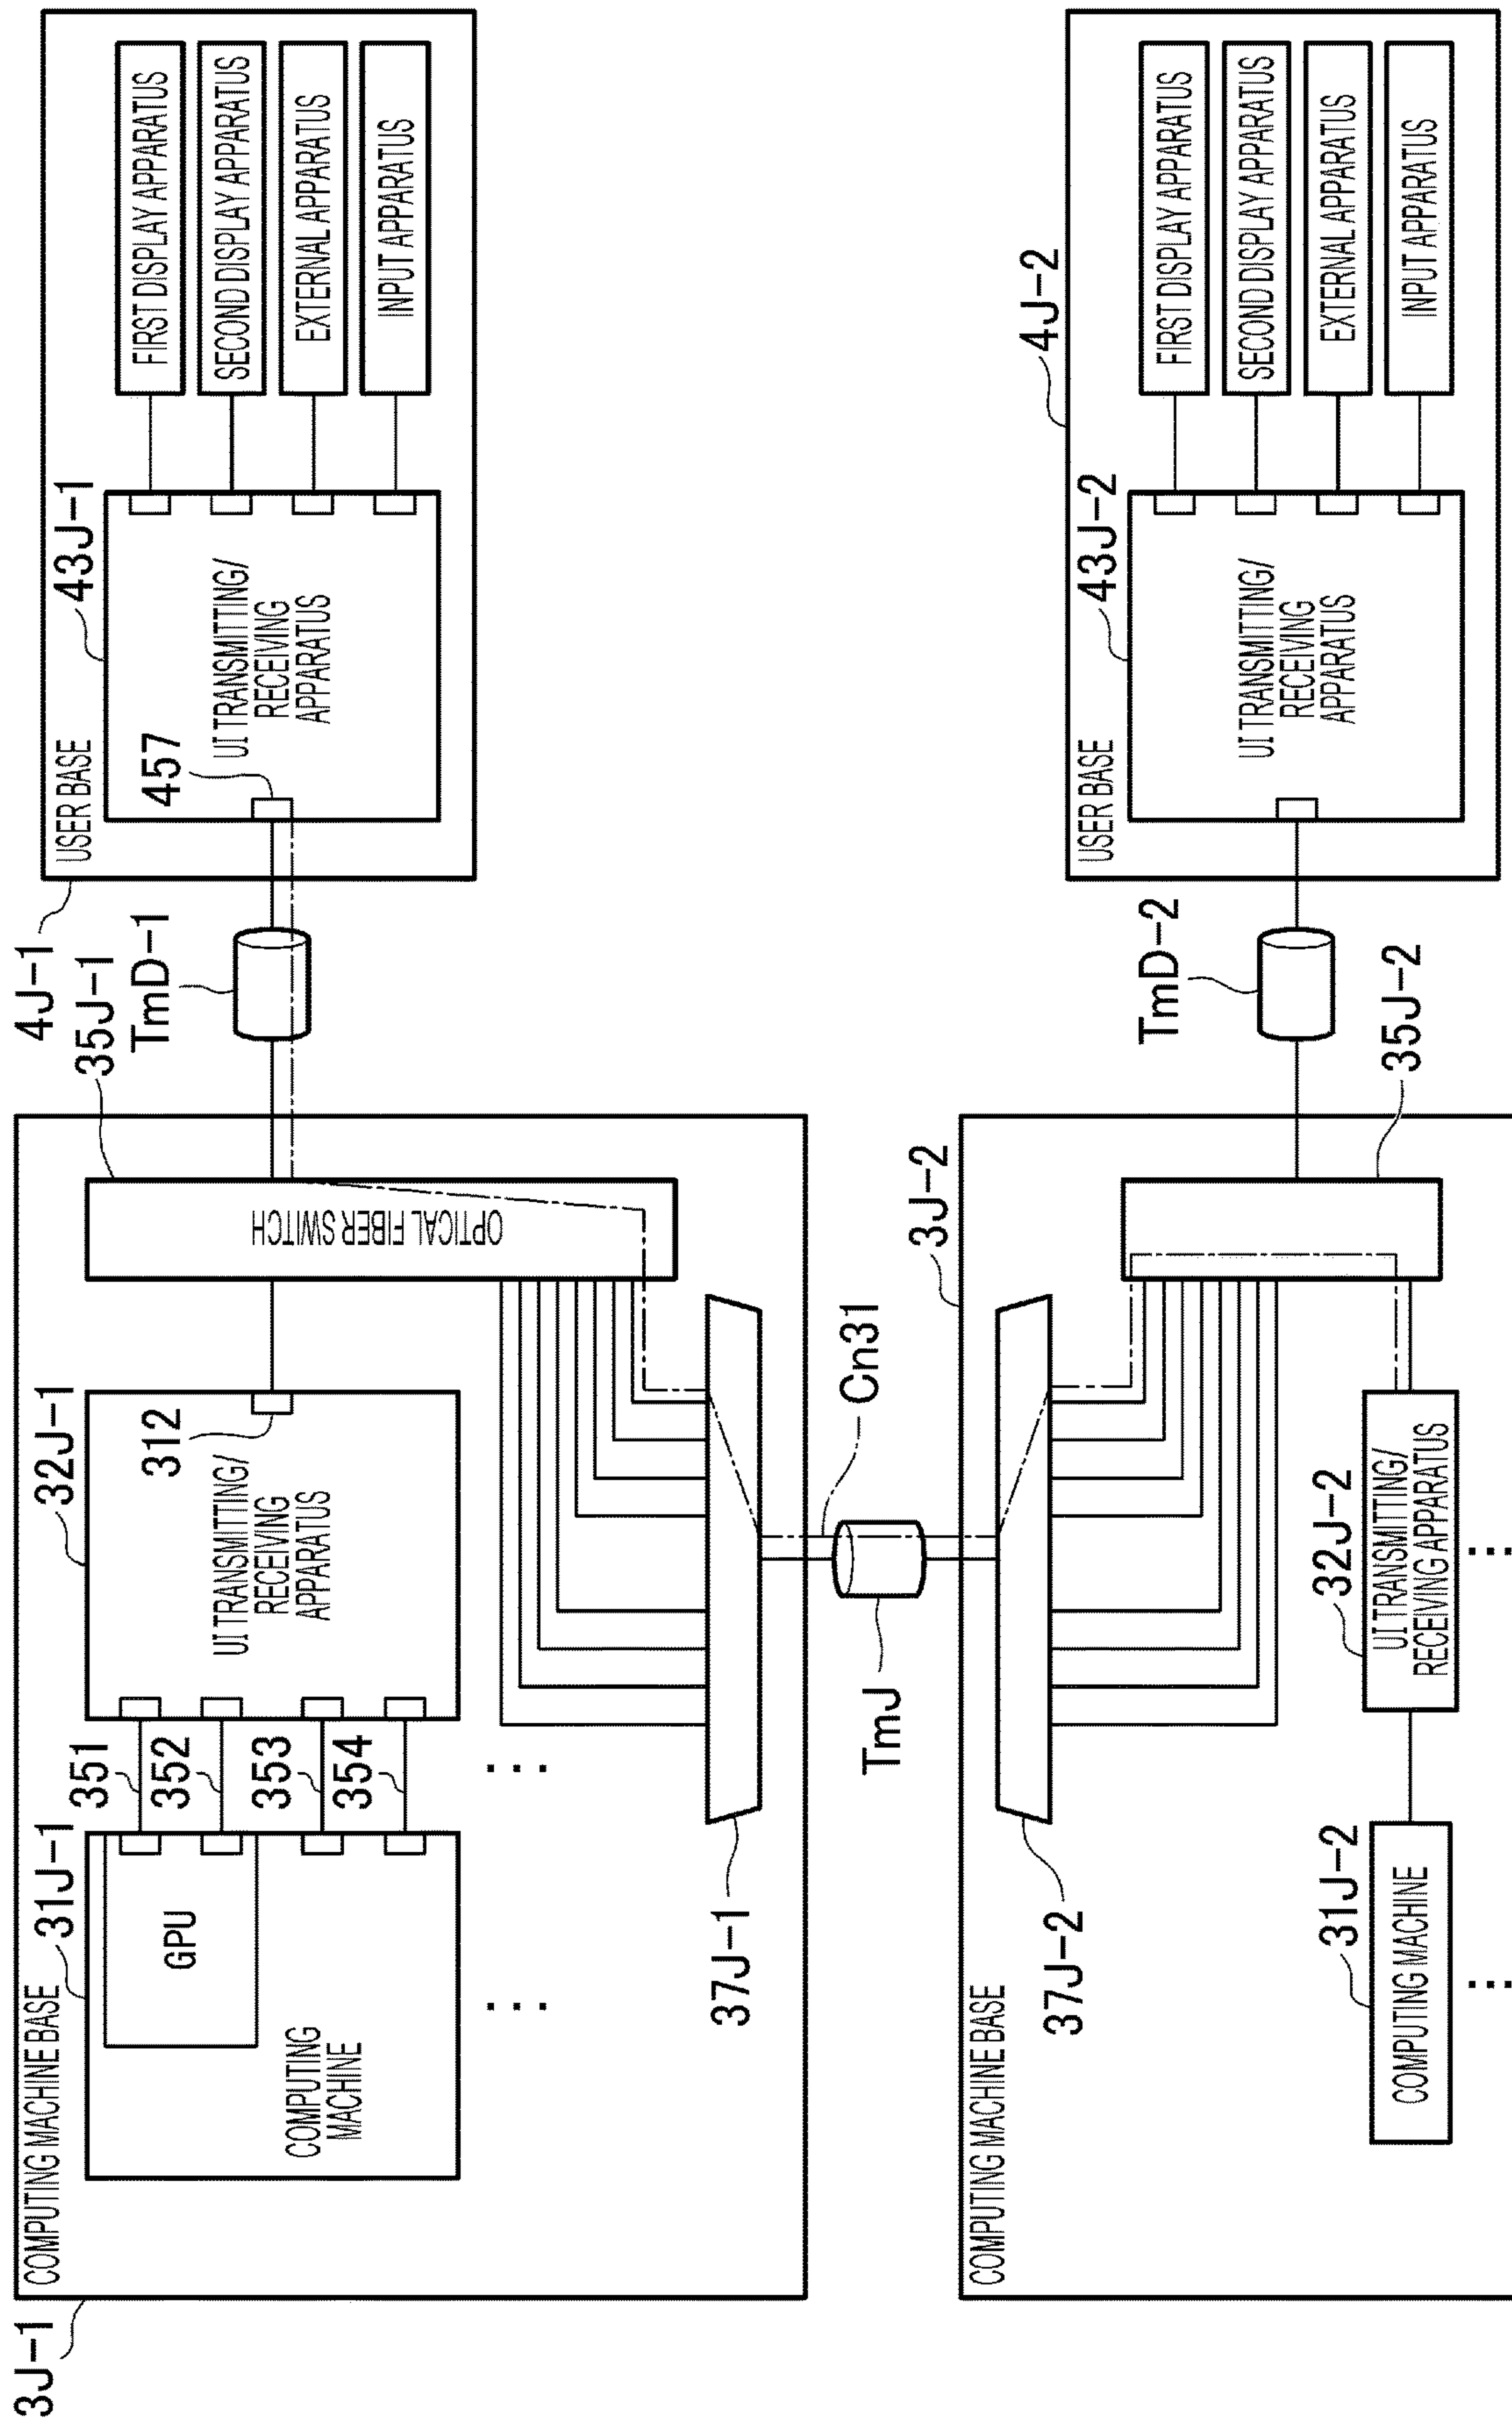 3J-1
COMPUTING MACHINE BASE
31J-1
GPU
COMPUTING
MACHINE
351
352
353
354
32J-1
UI TRANSMITTING/
RECEIVING
APPARATUS
312
35J-1
OPTICAL FIBER SWITCH
37J-1
...
...
4J-1
TmD-1
USER BASE
457
43J-1
UI TRANSMITTING/
RECEIVING
APPARATUS
FIRST DISPLAY APPARATUS
SECOND DISPLAY APPARATUS
EXTERNAL APPARATUS
INPUT APPARATUS
TmJ
Cn31
3J-2
COMPUTING MACHINE BASE
37J-2
31J-2
COMPUTING MACHINE
...
32J-2
UI TRANSMITTING/
RECEIVING APPARATUS
...
35J-2
TmD-2
4J-2
USER BASE
43J-2
UI TRANSMITTING/
RECEIVING
APPARATUS
FIRST DISPLAY APPARATUS
SECOND DISPLAY APPARATUS
EXTERNAL APPARATUS
INPUT APPARATUS